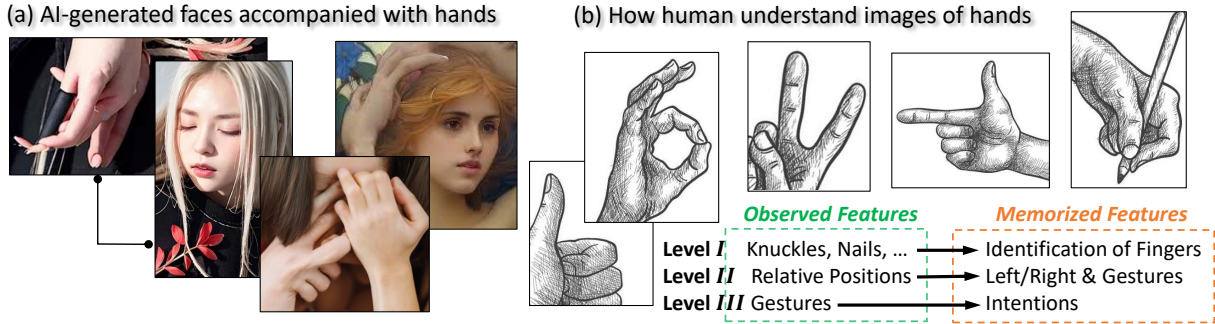 (a) AI-generated faces accompanied with hands
(b) How human understand images of hands
Observed Features
Memorized Features
Level I Knuckles, Nails, … Identification of Fingers
Level II Relative Positions Left/Right & Gestures
Level III Gestures Intentions